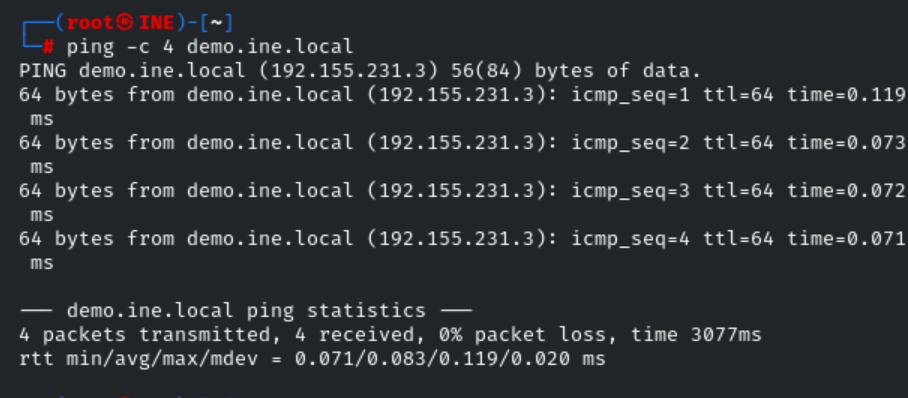 ┌──(root㉿INE)-[~]
└─# ping -c 4 demo.ine.local
PING demo.ine.local (192.155.231.3) 56(84) bytes of data.
64 bytes from demo.ine.local (192.155.231.3): icmp_seq=1 ttl=64 time=0.119
 ms
64 bytes from demo.ine.local (192.155.231.3): icmp_seq=2 ttl=64 time=0.073
 ms
64 bytes from demo.ine.local (192.155.231.3): icmp_seq=3 ttl=64 time=0.072
 ms
64 bytes from demo.ine.local (192.155.231.3): icmp_seq=4 ttl=64 time=0.071
 ms

--- demo.ine.local ping statistics ---
4 packets transmitted, 4 received, 0% packet loss, time 3077ms
rtt min/avg/max/mdev = 0.071/0.083/0.119/0.020 ms